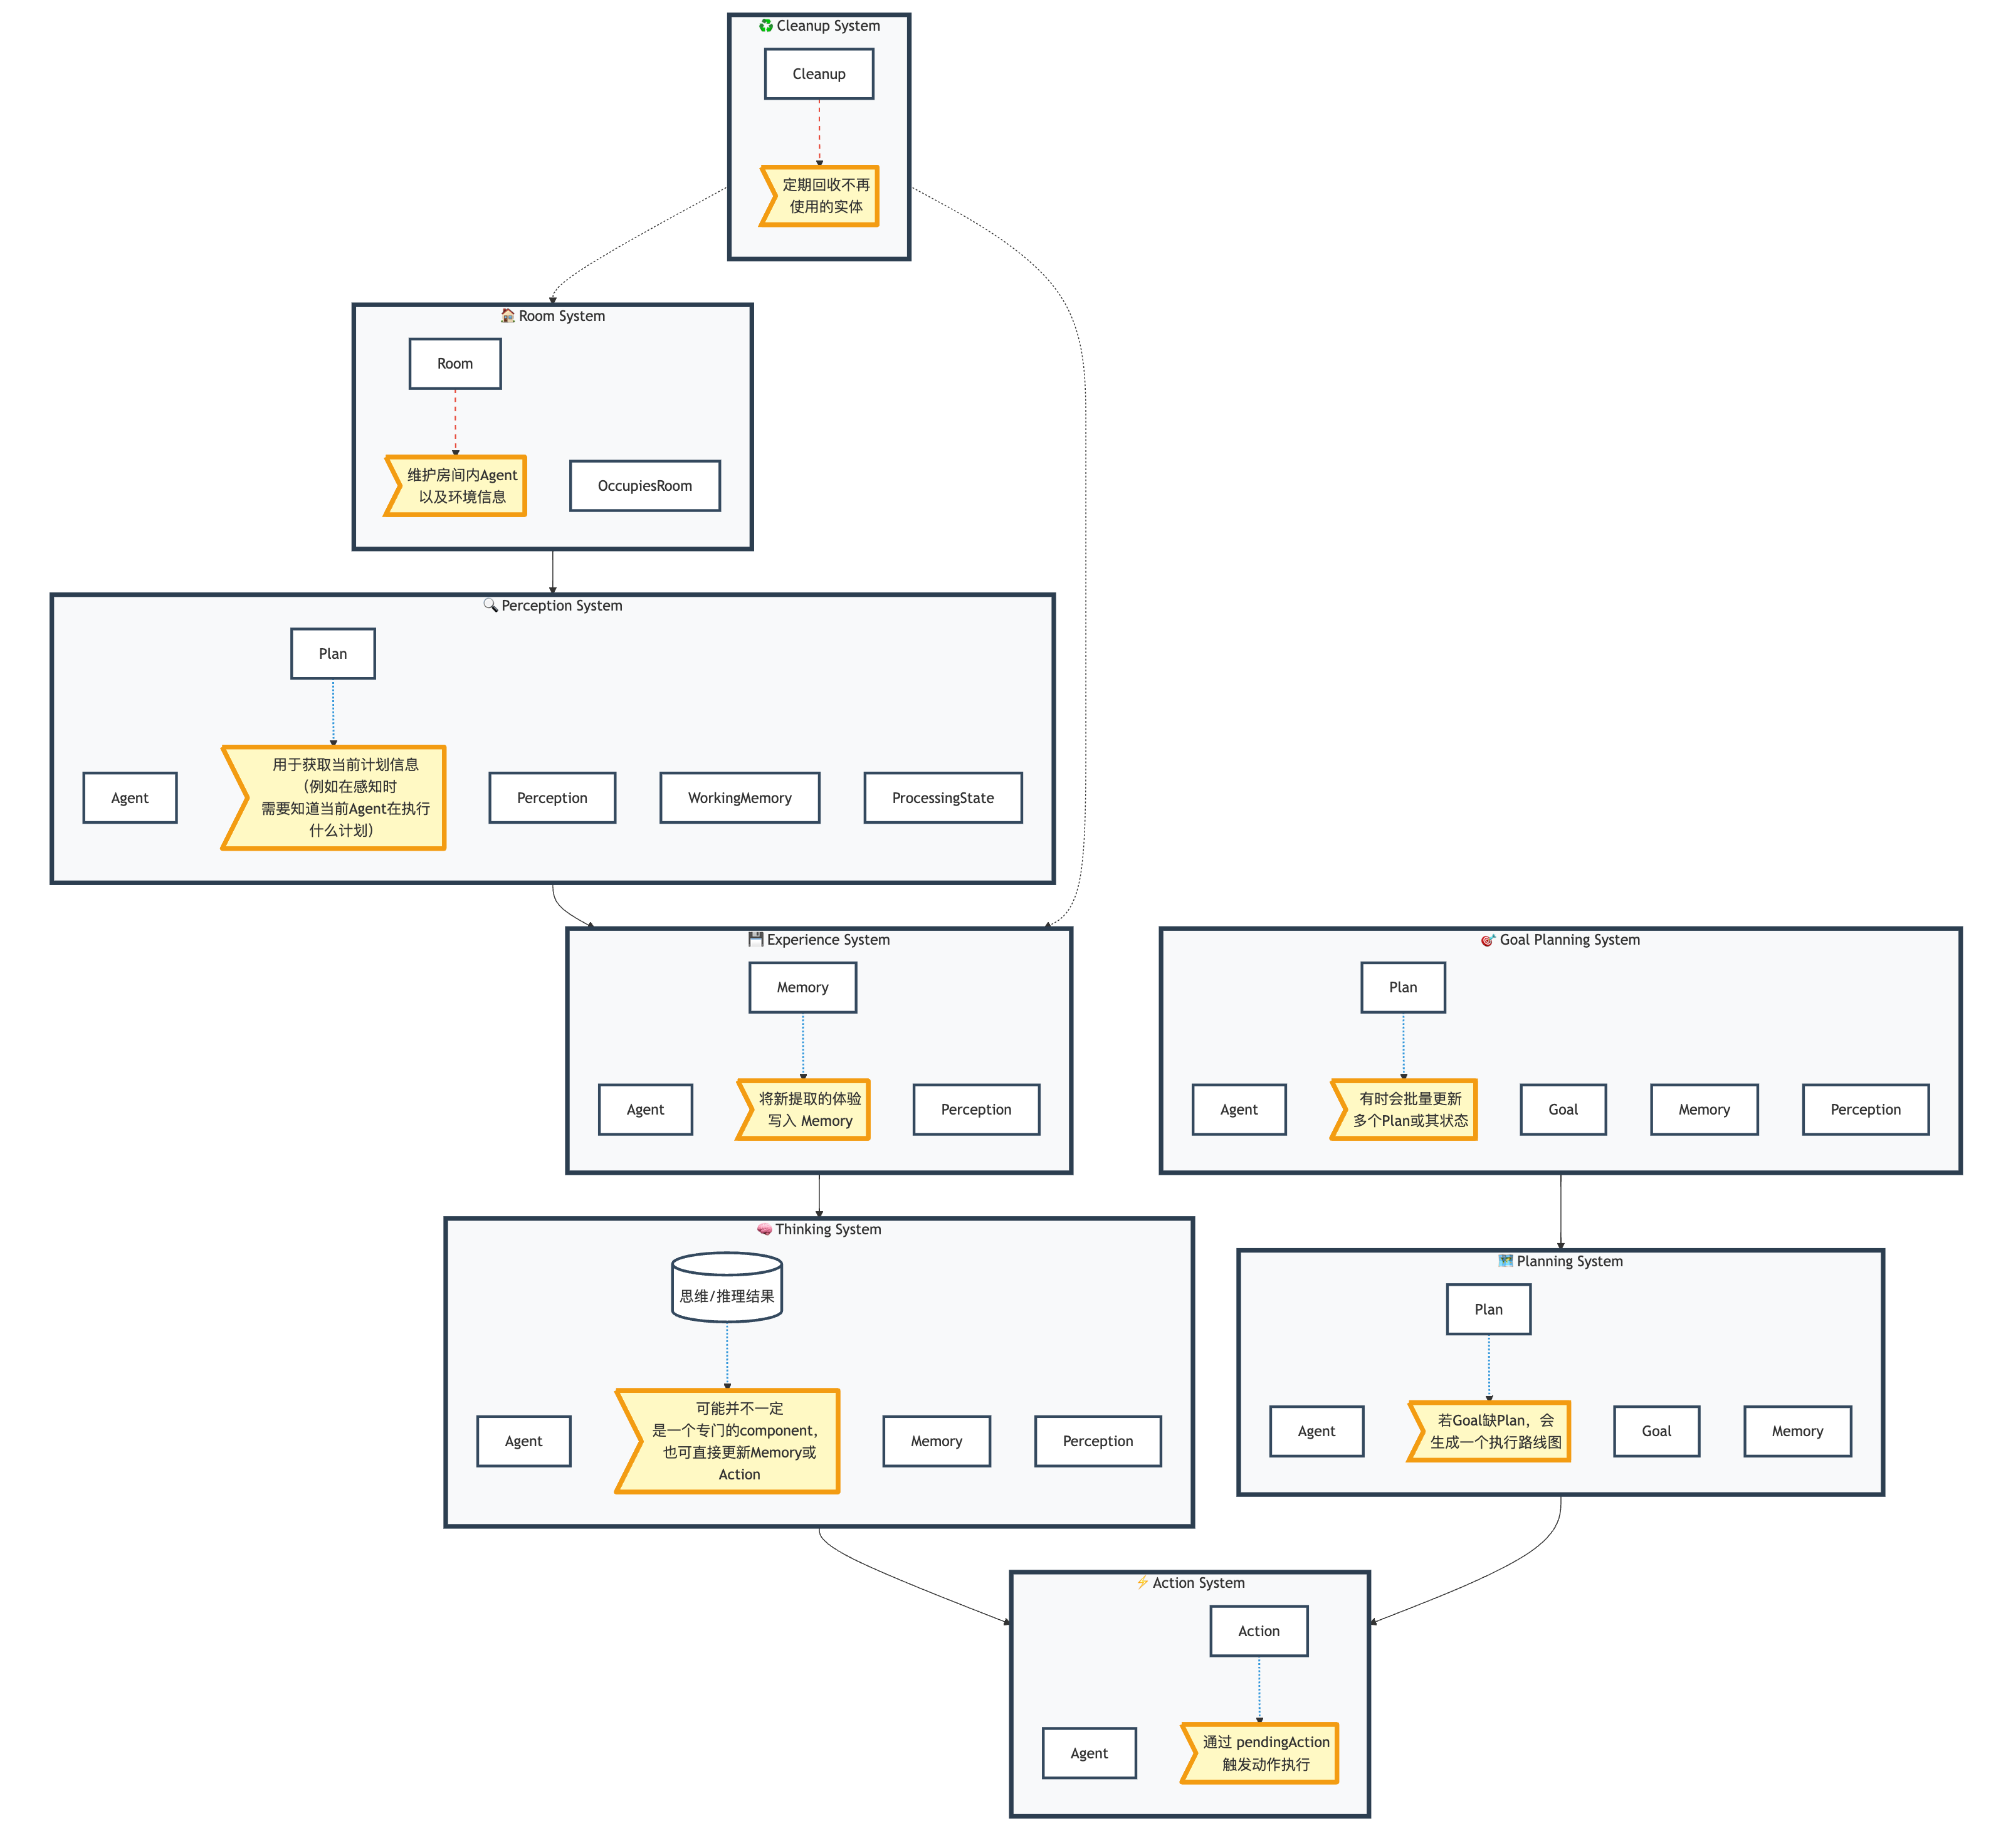 ♻️ Cleanup System
Cleanup
定期回收不再
使用的实体
🏠 Room System
Room
维护房间内Agent
以及环境信息
OccupiesRoom
🔍 Perception System
Plan
Agent
用于获取当前计划信息
（例如在感知时
需要知道当前Agent在执行
什么计划）
Perception
WorkingMemory
ProcessingState
💾 Experience System
Memory
Agent
将新提取的体验
写入 Memory
Perception
🎯 Goal Planning System
Plan
Agent
有时会批量更新
多个Plan或其状态
Goal
Memory
Perception
🧠 Thinking System
思维/推理结果
Agent
可能并不一定
是一个专门的component，
也可直接更新Memory或
Action
Memory
Perception
🗺️ Planning System
Plan
Agent
若Goal缺Plan，会
生成一个执行路线图
Goal
Memory
⚡ Action System
Action
Agent
通过 pendingAction
触发动作执行